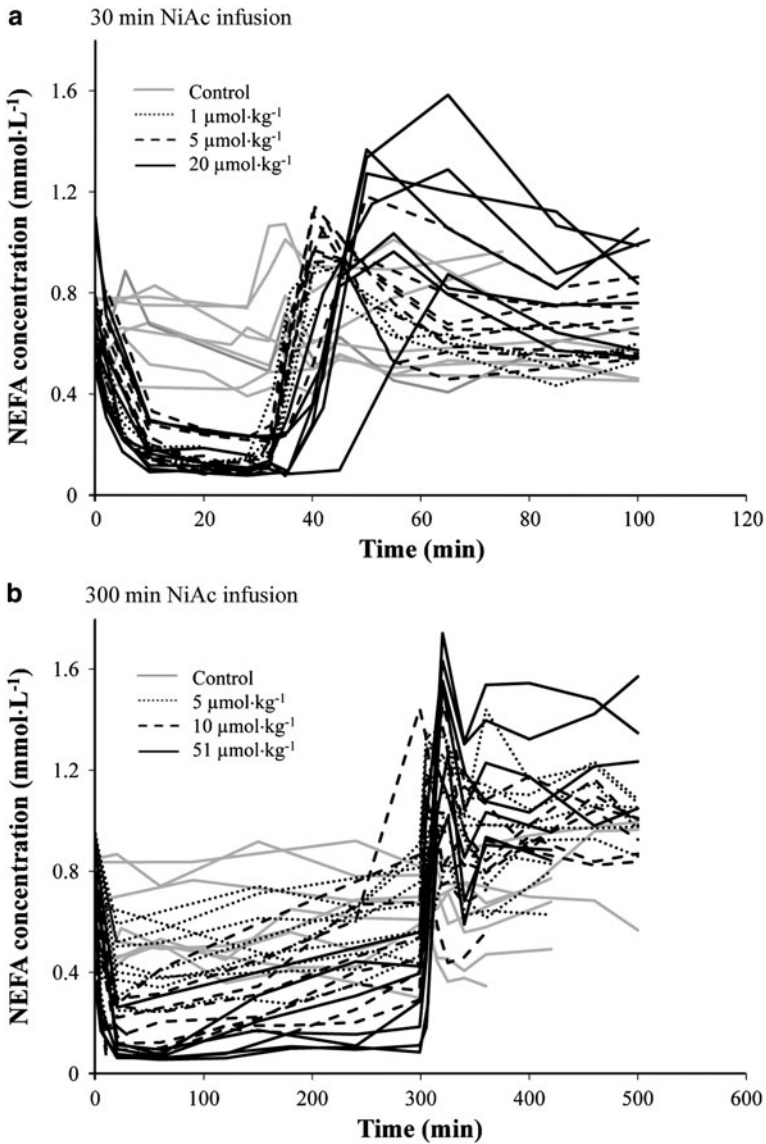 a 30 min NiAc infusion
NEFA concentration (mmol·L-1)
1.6
1.2
0.8
0.4
0
Control
1 µmol·kg-1
5 µmol·kg-1
20 µmol·kg-1
0 20 40 60 80 100 120
Time (min)
b 300 min NiAc infusion
NEFA concentration (mmol·L-1)
1.6
1.2
0.8
0.4
0
Control
5 µmol·kg-1
10 µmol·kg-1
51 µmol·kg-1
0 100 200 300 400 500 600
Time (min)